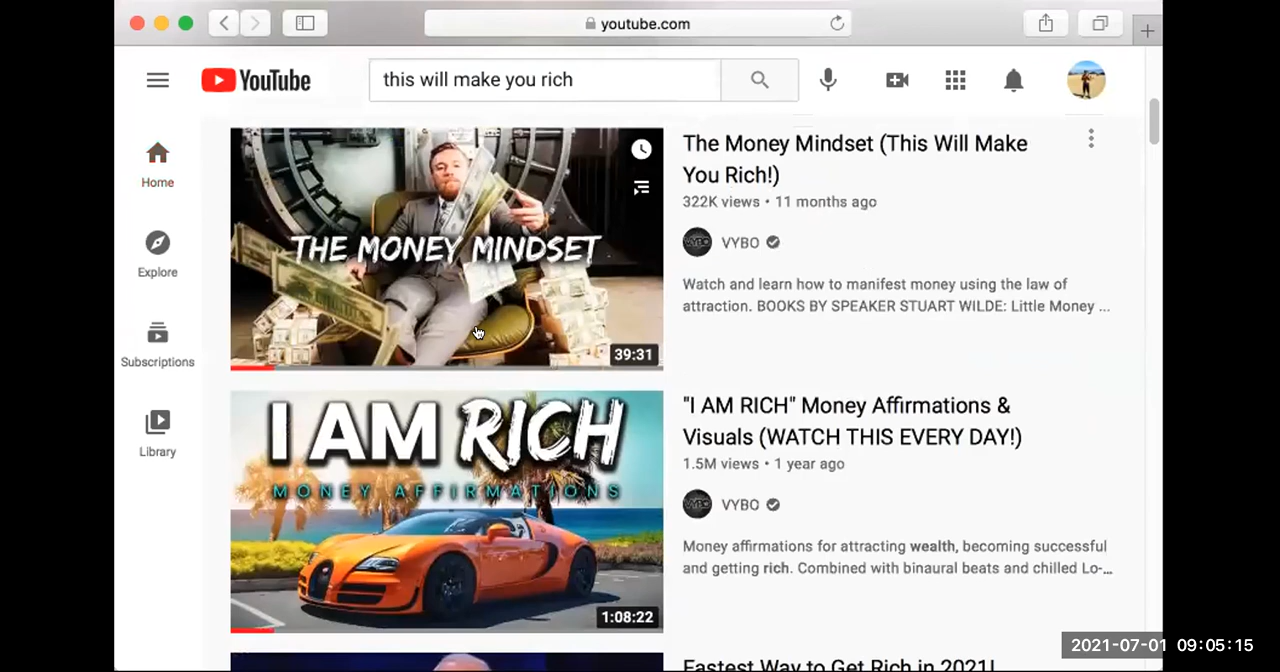 youtube.com
YouTube
this will make you rich
Home
Explore
Subscriptions
Library
THE MONEY MINDSET
39:31
The Money Mindset (This Will Make
You Rich!)
322K views • 11 months ago
VYBO
VYBO
Watch and learn how to manifest money using the law of
attraction. BOOKS BY SPEAKER STUART WILDE: Little Money ...
I AM RICH
MONEY AFFIRMATIONS
1:08:22
"I AM RICH" Money Affirmations &
Visuals (WATCH THIS EVERY DAY!)
1.5M views • 1 year ago
VYBO
VYBO
Money affirmations for attracting wealth, becoming successful
and getting rich. Combined with binaural beats and chilled Lo-...
Fastest Way to Get Rich in 2021!
2021-07-01 09:05:15